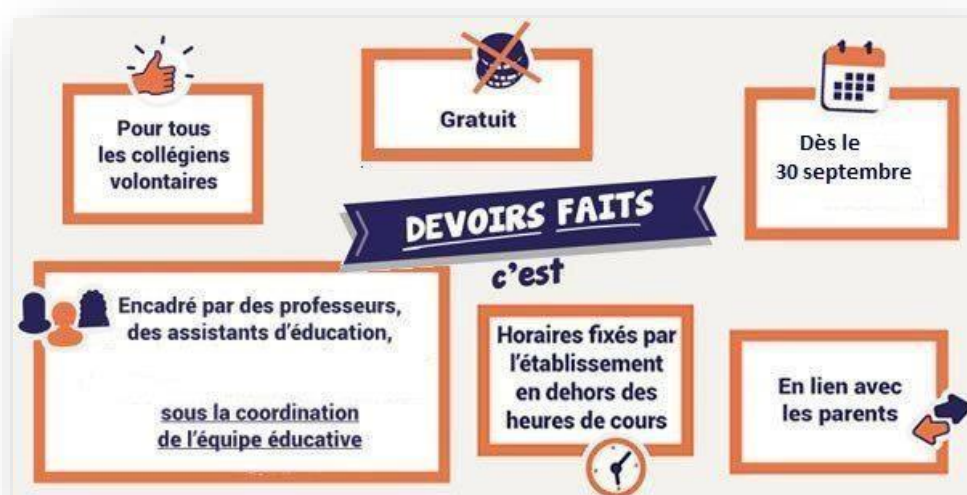 Pour tous
les collégiens
volontaires
Gratuit
Dès le
30 septembre
DEVOIRS FAITS
c'est
Encadré par des professeurs,
des assistants d'éducation,
sous la coordination
de l'équipe éducative
Horaires fixés par
l'établissement
en dehors des
heures de cours
En lien avec
les parents